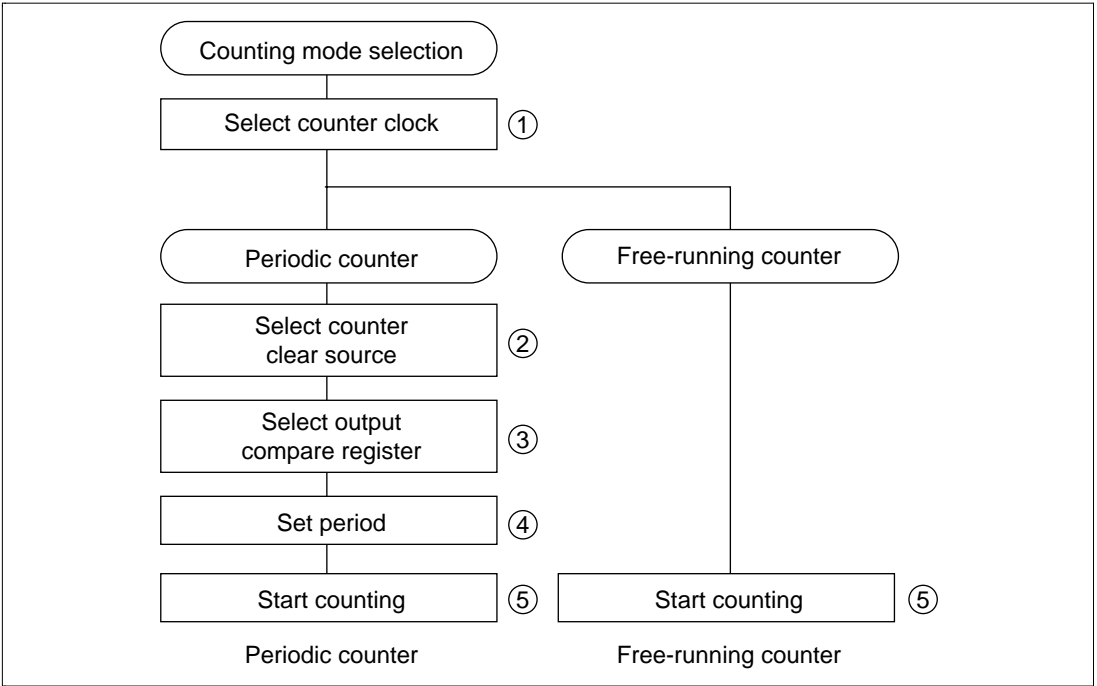 Counting mode selection
Select counter clock ①
Periodic counter
Free-running counter
Select counter
clear source ②
Select output
compare register ③
Set period ④
Start counting ⑤
Start counting ⑤
Periodic counter
Free-running counter